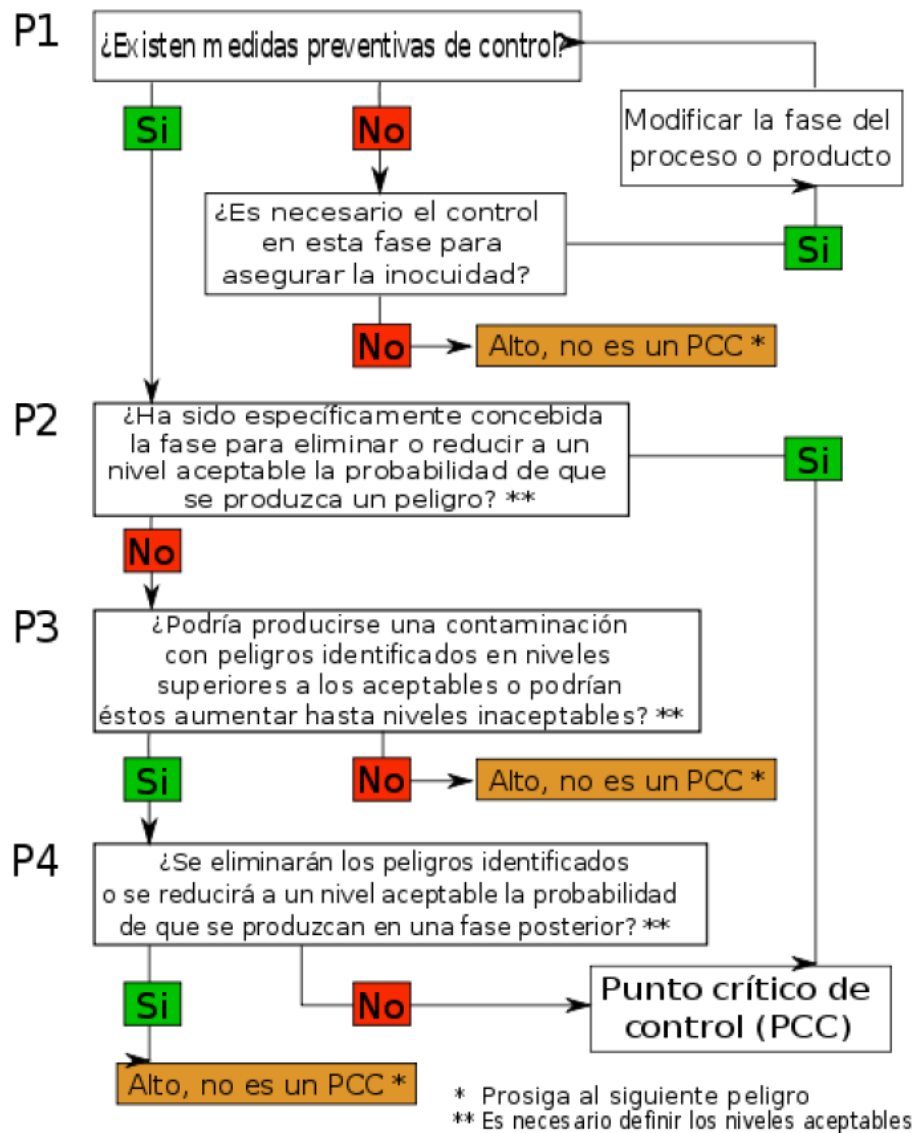 P1
¿Existen medidas preventivas de control?
Si
No
Modificar la fase del
proceso o producto
¿Es necesario el control
en esta fase para
asegurar la inocuidad?
Si
No
Alto, no es un PCC *
P2
¿Ha sido específicamente concebida
la fase para eliminar o reducir a un
nivel aceptable la probabilidad de que
se produzca un peligro? **
Si
No
P3
¿Podría producirse una contaminación
con peligros identificados en niveles
superiores a los aceptables o podrían
éstos aumentar hasta niveles inaceptables? **
Si
No
Alto, no es un PCC *
P4
¿Se eliminarán los peligros identificados
o se reducirá a un nivel aceptable la probabilidad
de que se produzcan en una fase posterior? **
Si
No
Punto crítico de
control (PCC)
Alto, no es un PCC *
* Prosiga al siguiente peligro
** Es necesario definir los niveles aceptables